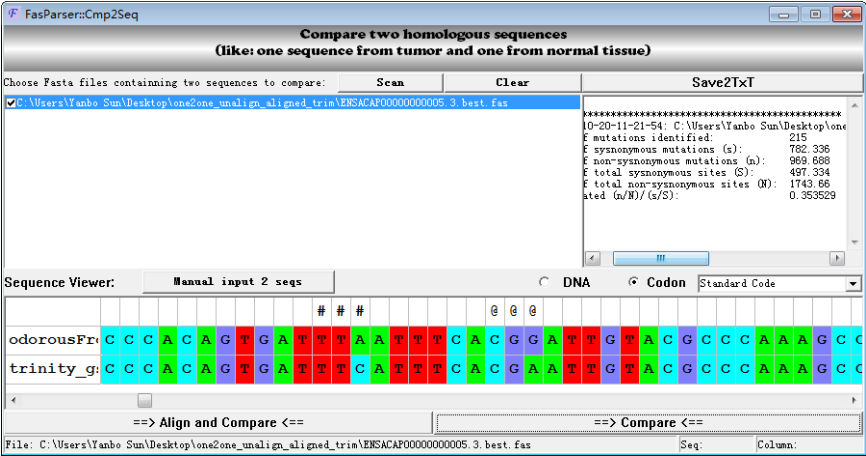 FasParser::Cmp2Seq
Compare two homologous sequences
(like: one sequence from tumor and one from normal tissue)
Choose Fasta files containning two sequences to compare:
Scan
Clear
Save2TxT
C:\Users\Yanbo Sun\Desktop\one2one_unalign_aligned_trim\ENSACAP00000000005.3.best.fas
***********************************************
10-20-11-21-54: C:\Users\Yanbo Sun\Desktop\one
f mutations identified: 215
f sysnonymous mutations (s): 782.336
f non-sysnonymous mutations (n): 969.688
f total sysnonymous sites (S): 497.334
f total non-sysnonymous sites (N): 1743.66
ated (n/N)/(s/S): 0.353529
Sequence Viewer:
Manual input 2 seqs
DNA
Codon
Standard Code
# # # @ @ @
odorousFr C C C A C A G T G A T T T A A T T T C A C G G A T T G T A C G C C C A A A G C C
trinity_g C C C A C A G T G A T T T C A T T T C A C G A A T T G T A C G C C C A A A G C C
==> Align and Compare <==
==> Compare <==
File: C:\Users\Yanbo Sun\Desktop\one2one_unalign_aligned_trim\ENSACAP00000000005.3.best.fas
Seq:
Column: